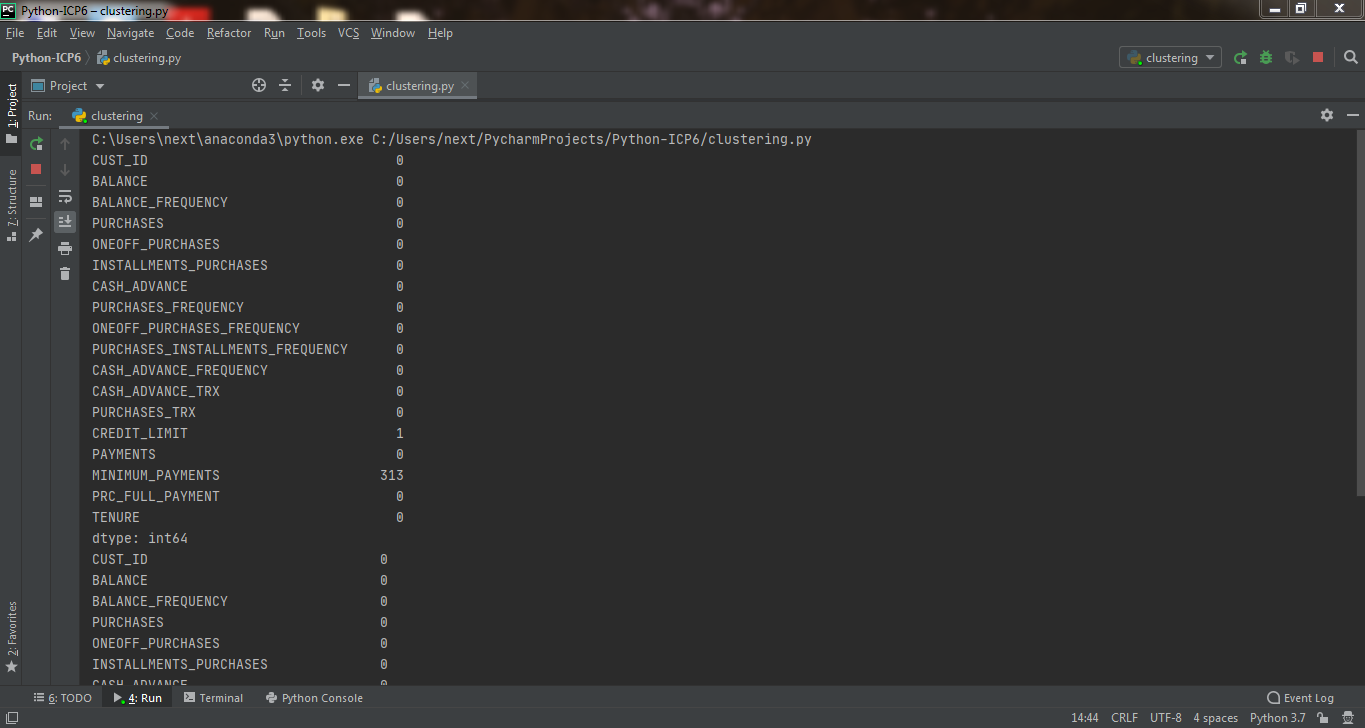 PC Python-ICP6 – clustering.py
File Edit View Navigate Code Refactor Run Tools VCS Window Help
Python-ICP6 clustering.py clustering
1: Project
Project clustering.py
Run: clustering
C:\Users\next\anaconda3\python.exe C:/Users/next/PycharmProjects/Python-ICP6/clustering.py
CUST_ID 0
BALANCE 0
BALANCE_FREQUENCY 0
PURCHASES 0
ONEOFF_PURCHASES 0
INSTALLMENTS_PURCHASES 0
CASH_ADVANCE 0
PURCHASES_FREQUENCY 0
ONEOFF_PURCHASES_FREQUENCY 0
PURCHASES_INSTALLMENTS_FREQUENCY 0
CASH_ADVANCE_FREQUENCY 0
CASH_ADVANCE_TRX 0
PURCHASES_TRX 0
CREDIT_LIMIT 1
PAYMENTS 0
MINIMUM_PAYMENTS 313
PRC_FULL_PAYMENT 0
TENURE 0
dtype: int64
CUST_ID 0
BALANCE 0
BALANCE_FREQUENCY 0
PURCHASES 0
ONEOFF_PURCHASES 0
INSTALLMENTS_PURCHASES 0
CASH_ADVANCE 0
7: Structure
2: Favorites
6: TODO 4: Run Terminal Python Console Event Log
14:44 CRLF UTF-8 4 spaces Python 3.7